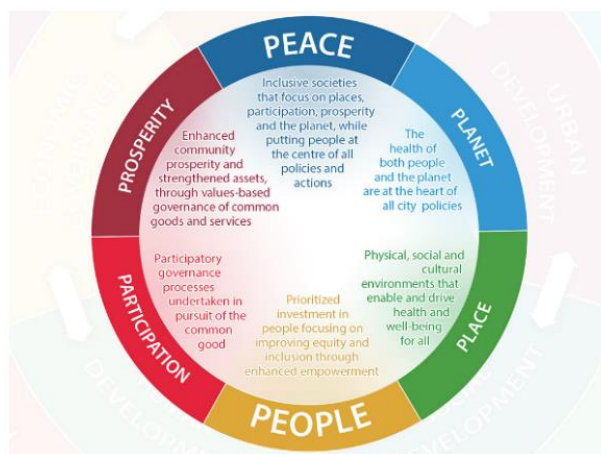 PEACE
Inclusive societies
that focus on places,
participation, prosperity
and the planet, while
putting people at
the centre of all
policies and
actions
PLANET
The
health of
both people
and the planet
are at the heart of
all city policies
PLACE
Physical, social and
cultural
environments that
enable and drive
health and
well-being
for all
PEOPLE
Prioritized
investment in
people focusing on
improving equity and
inclusion through
enhanced empowerment
PARTICIPATION
Participatory
governance
processes
undertaken in
pursuit of the
common
good
PROSPERITY
Enhanced
community
prosperity and
strengthened assets,
through values-based
governance of common
goods and services
URBAN
DEVELOPMENT
DEVELOPMENT
DEVELOPMENT